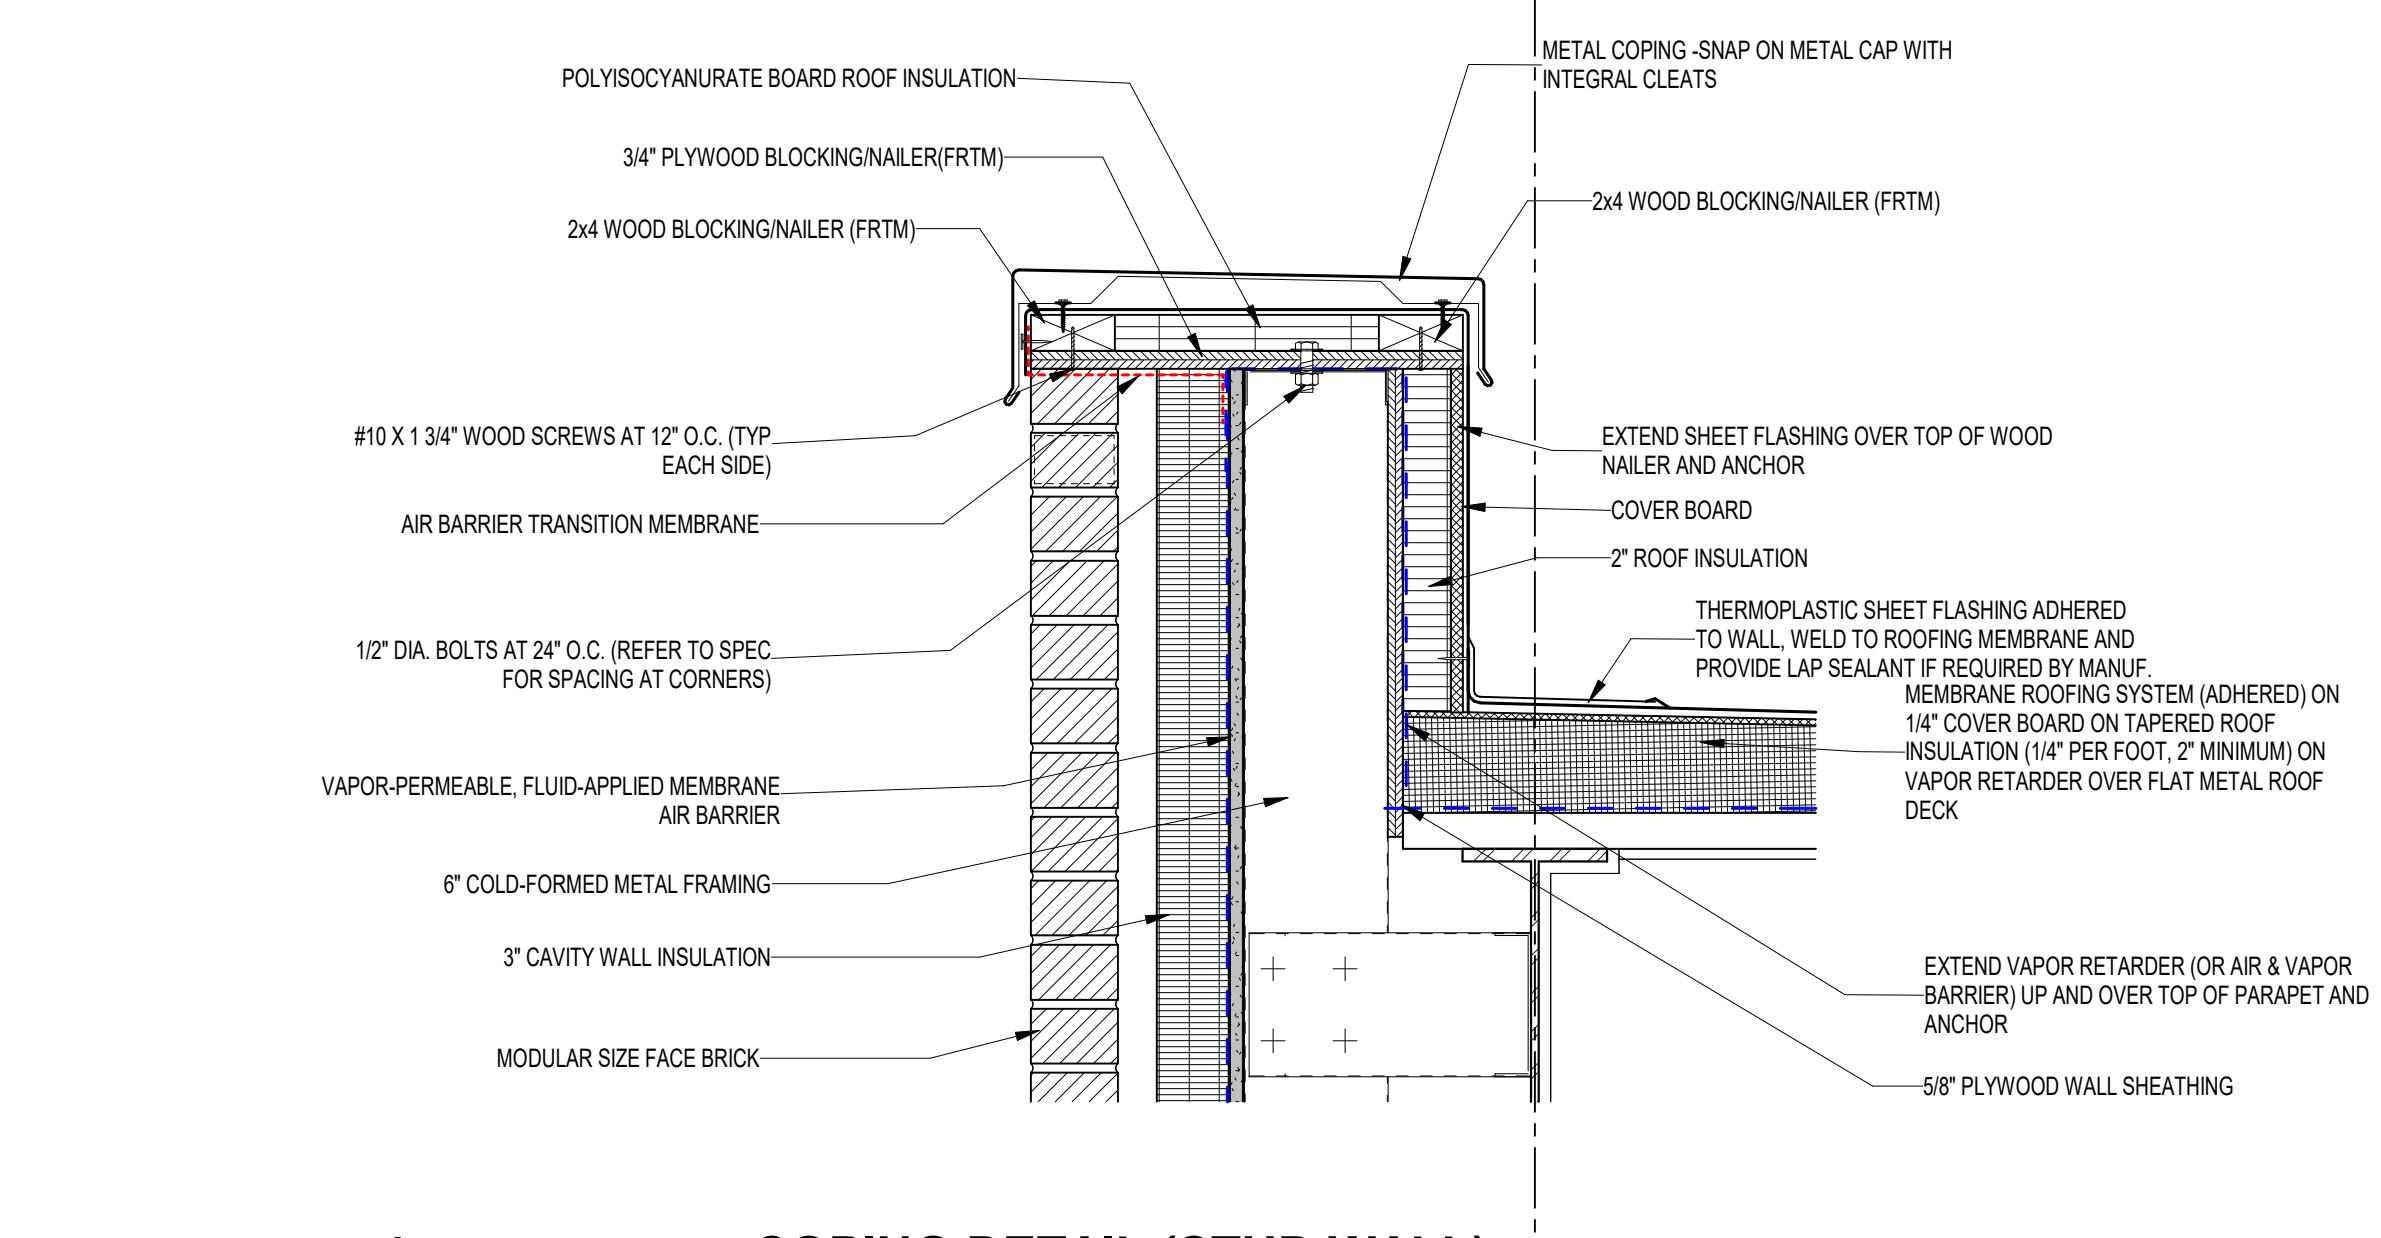 METAL COPING -SNAP ON METAL CAP WITH
INTEGRAL CLEATS
POLYISOCYANURATE BOARD ROOF INSULATION
3/4" PLYWOOD BLOCKING/NAILER(FRTM)
2x4 WOOD BLOCKING/NAILER (FRTM)
2x4 WOOD BLOCKING/NAILER (FRTM)
#10 X 1 3/4" WOOD SCREWS AT 12" O.C. (TYP
EACH SIDE)
AIR BARRIER TRANSITION MEMBRANE
1/2" DIA. BOLTS AT 24" O.C. (REFER TO SPEC
FOR SPACING AT CORNERS)
VAPOR-PERMEABLE, FLUID-APPLIED MEMBRANE
AIR BARRIER
6" COLD-FORMED METAL FRAMING
3" CAVITY WALL INSULATION
MODULAR SIZE FACE BRICK
EXTEND SHEET FLASHING OVER TOP OF WOOD
NAILER AND ANCHOR
COVER BOARD
2" ROOF INSULATION
THERMOPLASTIC SHEET FLASHING ADHERED
TO WALL, WELD TO ROOFING MEMBRANE AND
PROVIDE LAP SEALANT IF REQUIRED BY MANUF.
MEMBRANE ROOFING SYSTEM (ADHERED) ON
1/4" COVER BOARD ON TAPERED ROOF
INSULATION (1/4" PER FOOT, 2" MINIMUM) ON
VAPOR RETARDER OVER FLAT METAL ROOF
DECK
EXTEND VAPOR RETARDER (OR AIR & VAPOR
BARRIER) UP AND OVER TOP OF PARAPET AND
ANCHOR
5/8" PLYWOOD WALL SHEATHING
COPING DETAIL (STUD WALL)